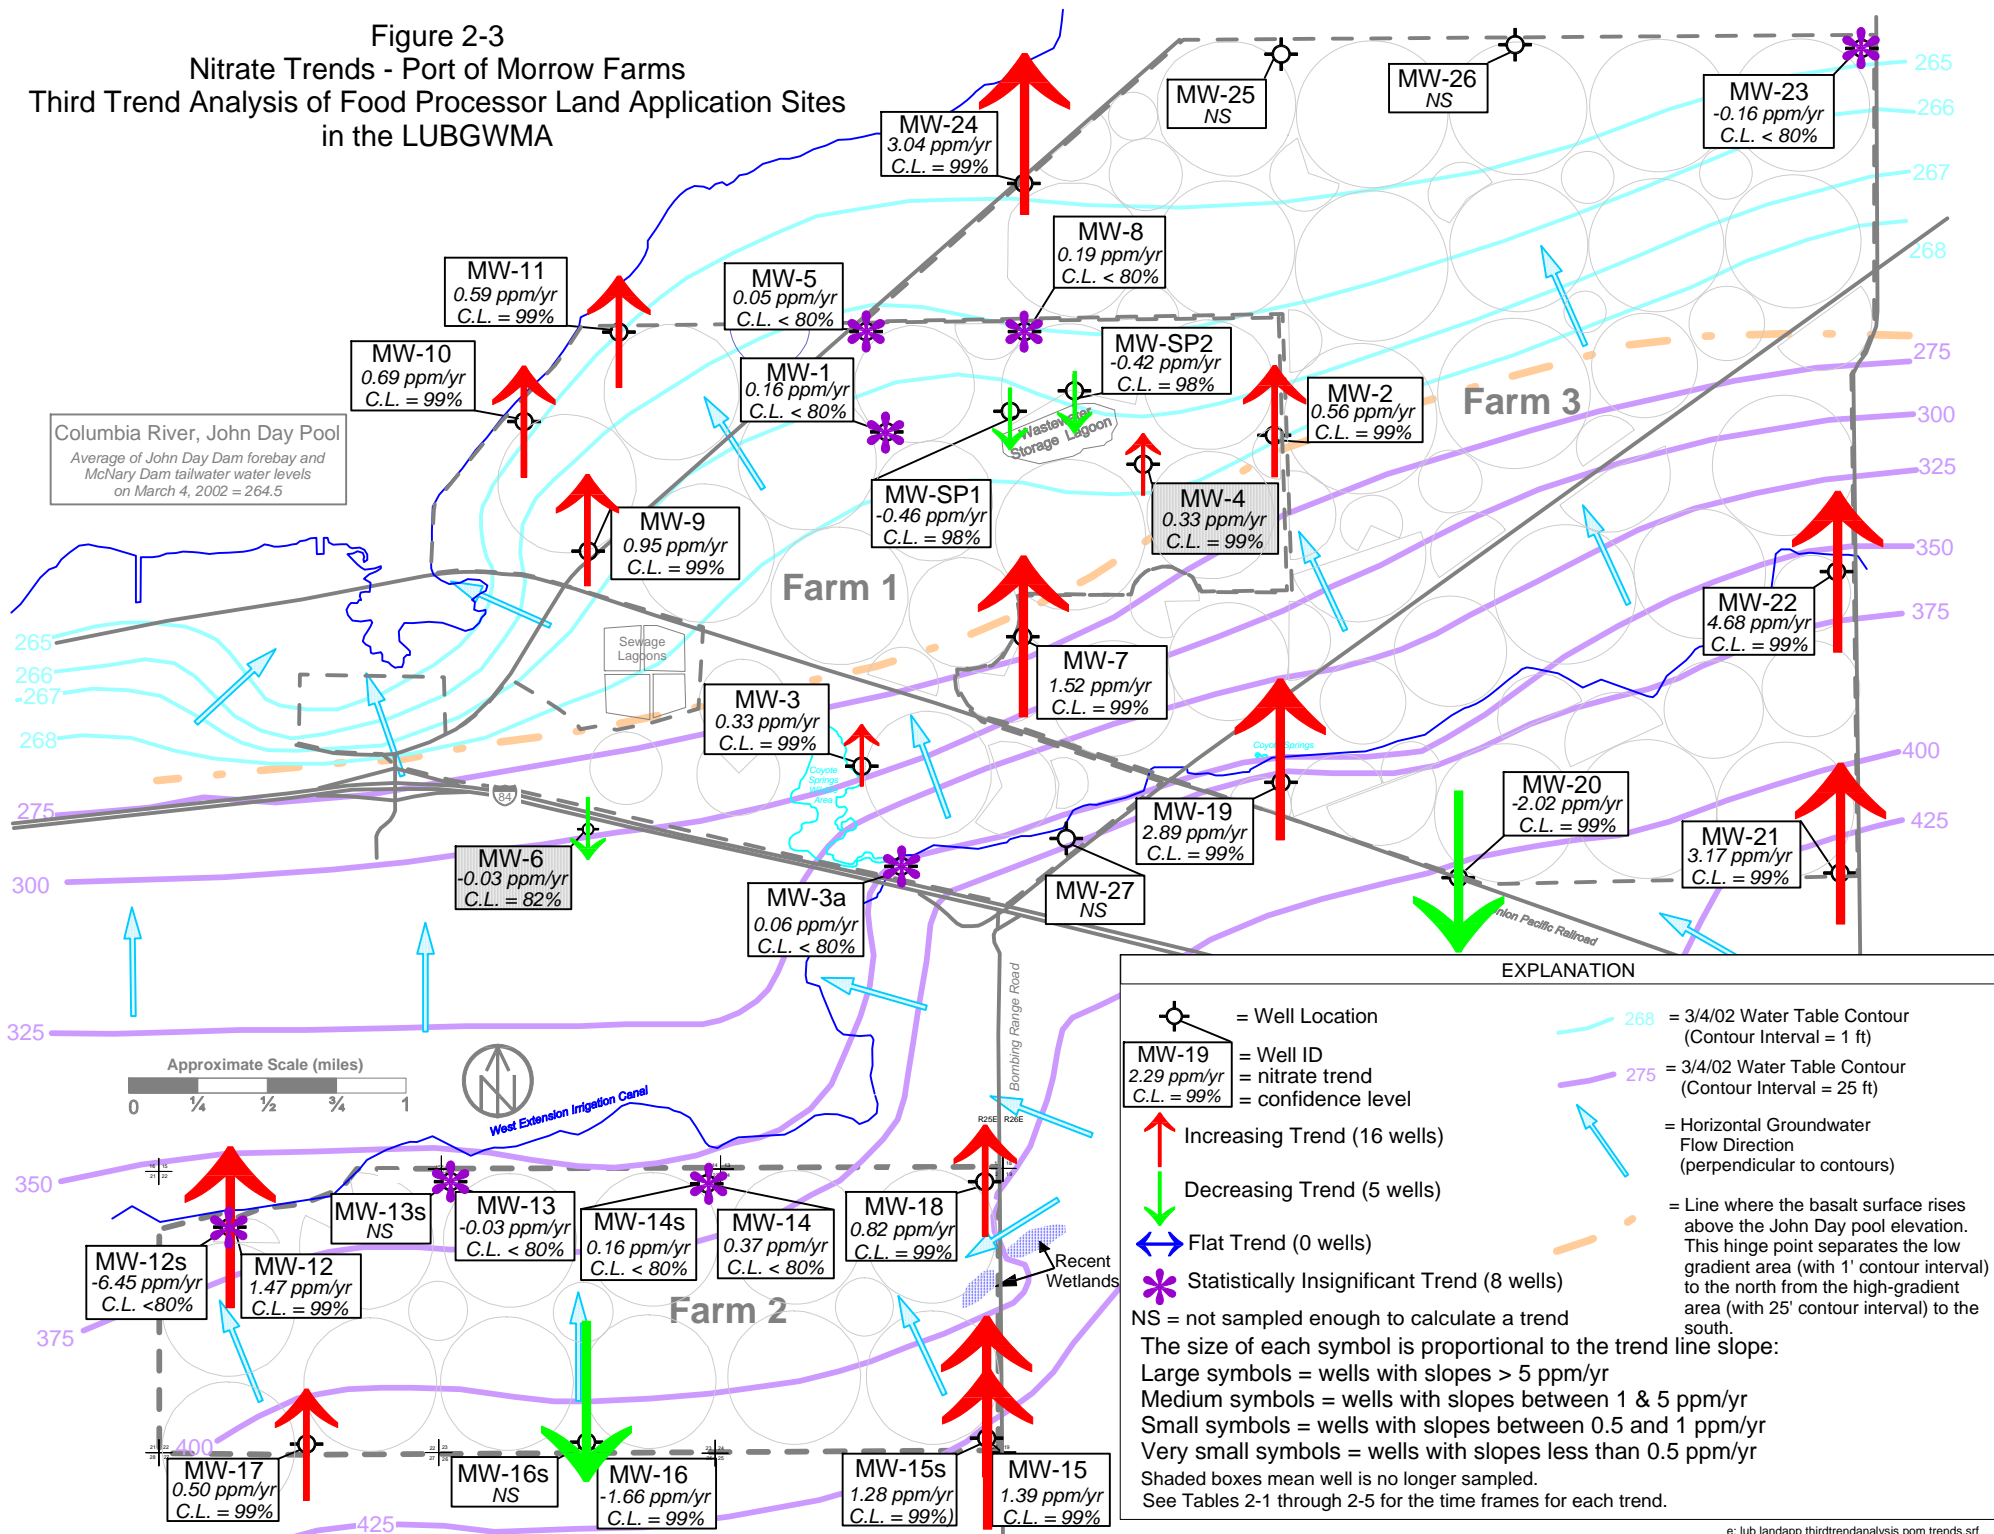 Figure 2-3
Nitrate Trends - Port of Morrow Farms
Third Trend Analysis of Food Processor Land Application Sites
in the LUBGWMA
MW-24
3.04 ppm/yr
C.L. = 99%
MW-25
NS
MW-26
NS
MW-23
-0.16 ppm/yr
C.L. < 80%
265
266
267
268
MW-11
0.59 ppm/yr
C.L. = 99%
MW-5
0.05 ppm/yr
C.L. < 80%
MW-8
0.19 ppm/yr
C.L. < 80%
MW-10
0.69 ppm/yr
C.L. = 99%
MW-1
0.16 ppm/yr
C.L. < 80%
MW-SP2
-0.42 ppm/yr
C.L. = 98%
MW-2
0.56 ppm/yr
C.L. = 99%
Farm 3
275
300
325
350
375
400
425
Columbia River, John Day Pool
Average of John Day Dam forebay and
McNary Dam tailwater water levels
on March 4, 2002 = 264.5
Wastewater
Storage Lagoon
MW-SP1
-0.46 ppm/yr
C.L. = 98%
MW-4
0.33 ppm/yr
C.L. = 99%
MW-9
0.95 ppm/yr
C.L. = 99%
Farm 1
MW-22
4.68 ppm/yr
C.L. = 99%
Sewage
Lagoons
MW-7
1.52 ppm/yr
C.L. = 99%
265
266
-267
268
275
300
325
350
375
400
425
MW-3
0.33 ppm/yr
C.L. = 99%
Coyote
Springs
Area
Coyote Springs
84
MW-6
-0.03 ppm/yr
C.L. = 82%
MW-19
2.89 ppm/yr
C.L. = 99%
MW-20
-2.02 ppm/yr
C.L. = 99%
MW-21
3.17 ppm/yr
C.L. = 99%
MW-3a
0.06 ppm/yr
C.L. < 80%
MW-27
NS
Union Pacific Railroad
Bombing Range Road
Approximate Scale (miles)
0 ¼ ½ ¾ 1
N
West Extension Irrigation Canal
R25E R26E
MW-12s
-6.45 ppm/yr
C.L. <80%
MW-12
1.47 ppm/yr
C.L. = 99%
MW-13s
NS
MW-13
-0.03 ppm/yr
C.L. < 80%
MW-14s
0.16 ppm/yr
C.L. < 80%
MW-14
0.37 ppm/yr
C.L. < 80%
MW-18
0.82 ppm/yr
C.L. = 99%
Recent
Wetlands
Farm 2
MW-17
0.50 ppm/yr
C.L. = 99%
MW-16s
NS
MW-16
-1.66 ppm/yr
C.L. = 99%
MW-15s
1.28 ppm/yr
C.L. = 99%)
MW-15
1.39 ppm/yr
C.L. = 99%
EXPLANATION
= Well Location
MW-19
2.29 ppm/yr
C.L. = 99%
= Well ID
= nitrate trend
= confidence level
Increasing Trend (16 wells)
Decreasing Trend (5 wells)
Flat Trend (0 wells)
Statistically Insignificant Trend (8 wells)
NS = not sampled enough to calculate a trend
268 = 3/4/02 Water Table Contour
(Contour Interval = 1 ft)
275 = 3/4/02 Water Table Contour
(Contour Interval = 25 ft)
= Horizontal Groundwater
Flow Direction
(perpendicular to contours)
= Line where the basalt surface rises
above the John Day pool elevation.
This hinge point separates the low
gradient area (with 1' contour interval)
to the north from the high-gradient
area (with 25' contour interval) to the
south.
The size of each symbol is proportional to the trend line slope:
Large symbols = wells with slopes > 5 ppm/yr
Medium symbols = wells with slopes between 1 & 5 ppm/yr
Small symbols = wells with slopes between 0.5 and 1 ppm/yr
Very small symbols = wells with slopes less than 0.5 ppm/yr
Shaded boxes mean well is no longer sampled.
See Tables 2-1 through 2-5 for the time frames for each trend.
e: lub landapp thirdtrendanalysis pom trends.srf